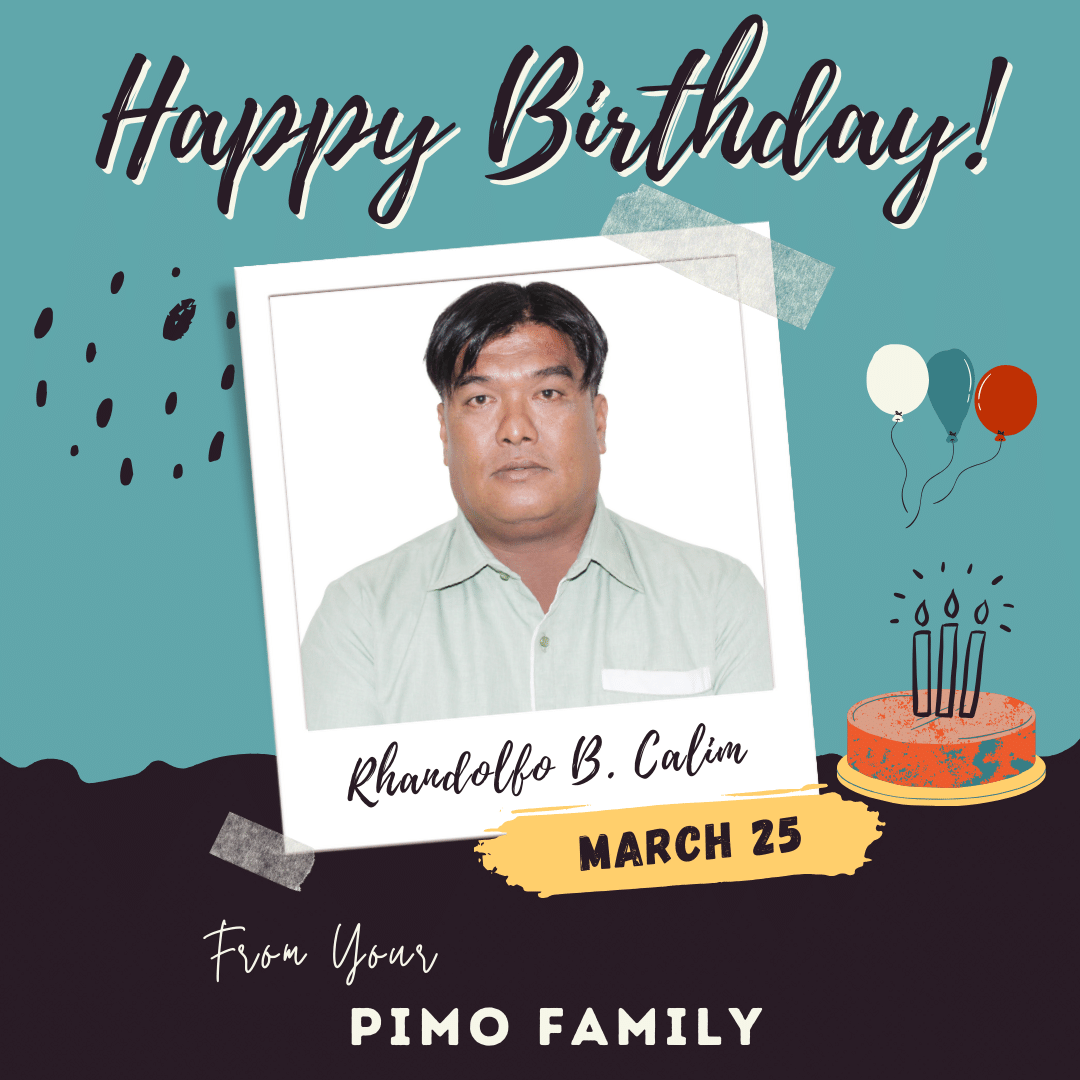 Happy Birthday!
Rhandolfo B. Calim
MARCH 25
From Your
PIMO FAMILY